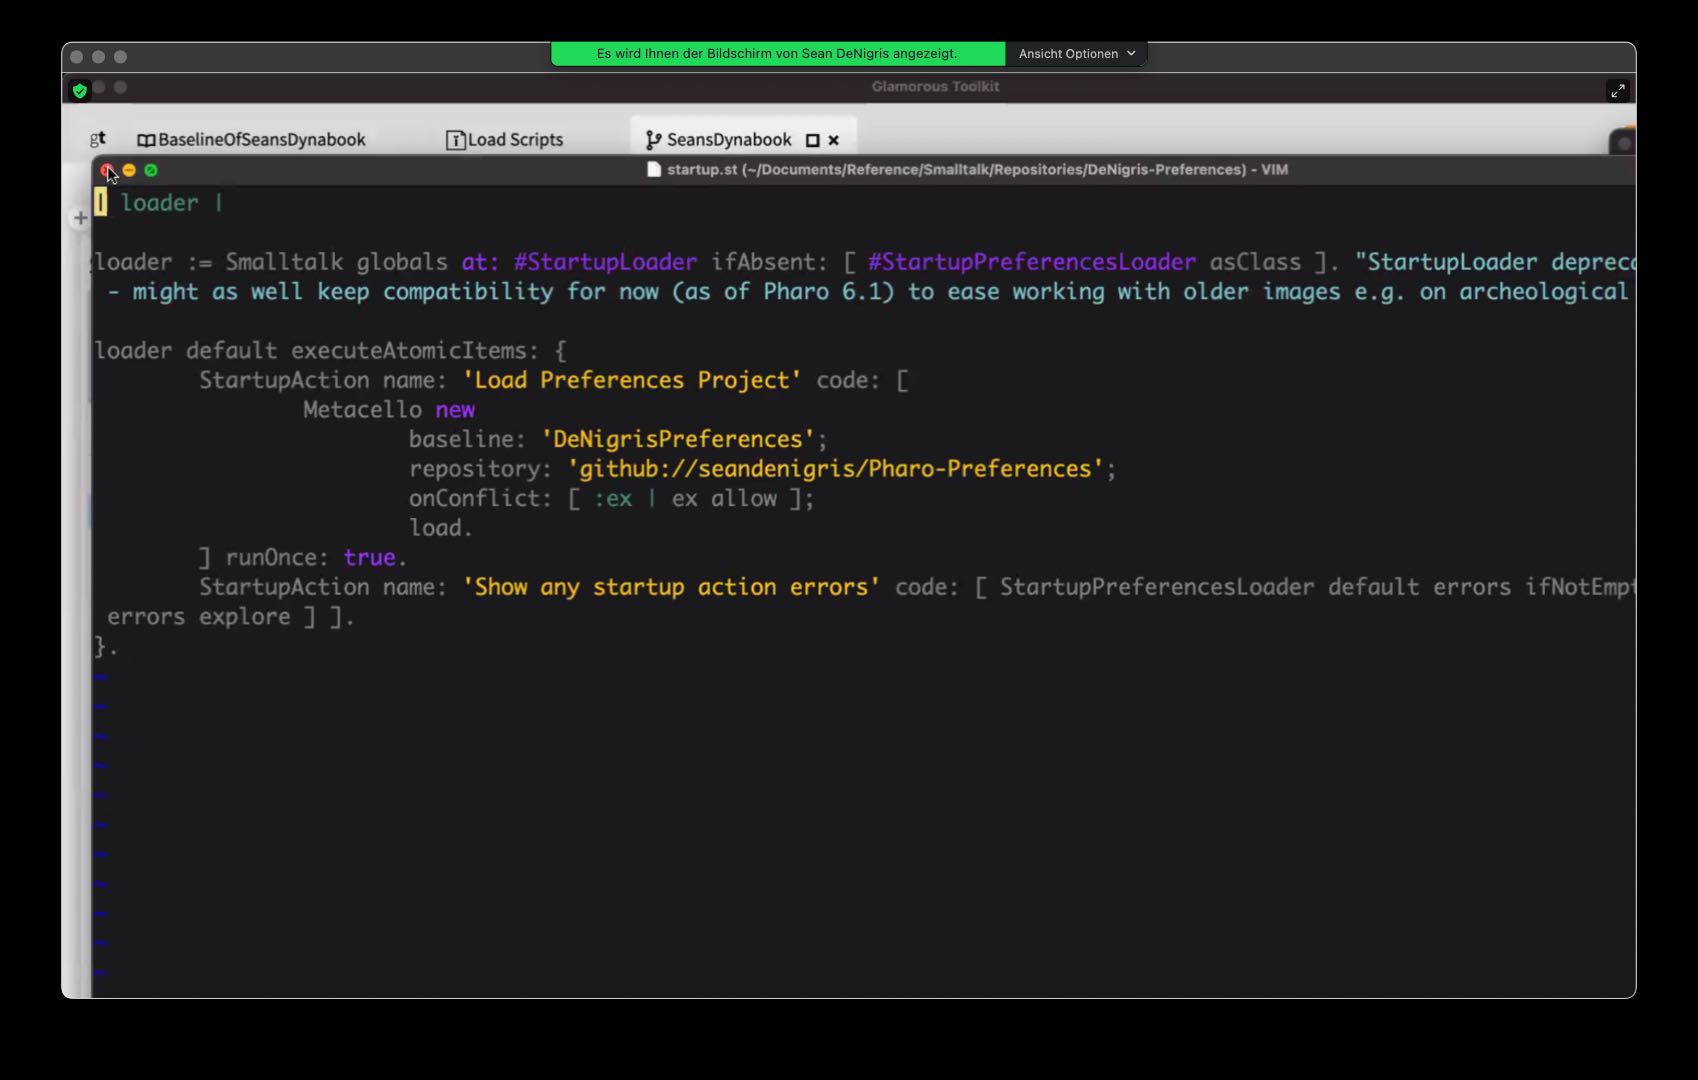 Es wird Ihnen der Bildschirm von Sean DeNigris angezeigt. Ansicht Optionen
Glamorous Toolkit
gt BaselineOfSeansDynabook Load Scripts SeansDynabook
startup.st (~/Documents/Reference/Smalltalk/Repositories/DeNigris-Preferences) - VIM
| loader |
loader := Smalltalk globals at: #StartupLoader ifAbsent: [ #StartupPreferencesLoader asClass ]. "StartupLoader
- might as well keep compatibility for now (as of Pharo 6.1) to ease working with older images e.g. on archeological
loader default executeAtomicItems: {
StartupAction name: 'Load Preferences Project' code: [
Metacello new
baseline: 'DeNigrisPreferences';
repository: 'github://seandenigris/Pharo-Preferences';
onConflict: [ :ex | ex allow ];
load.
] runOnce: true.
StartupAction name: 'Show any startup action errors' code: [ StartupPreferencesLoader default errors
errors explore ] ].
}.
~
~
~
~
~
~
~
~
~
~
~